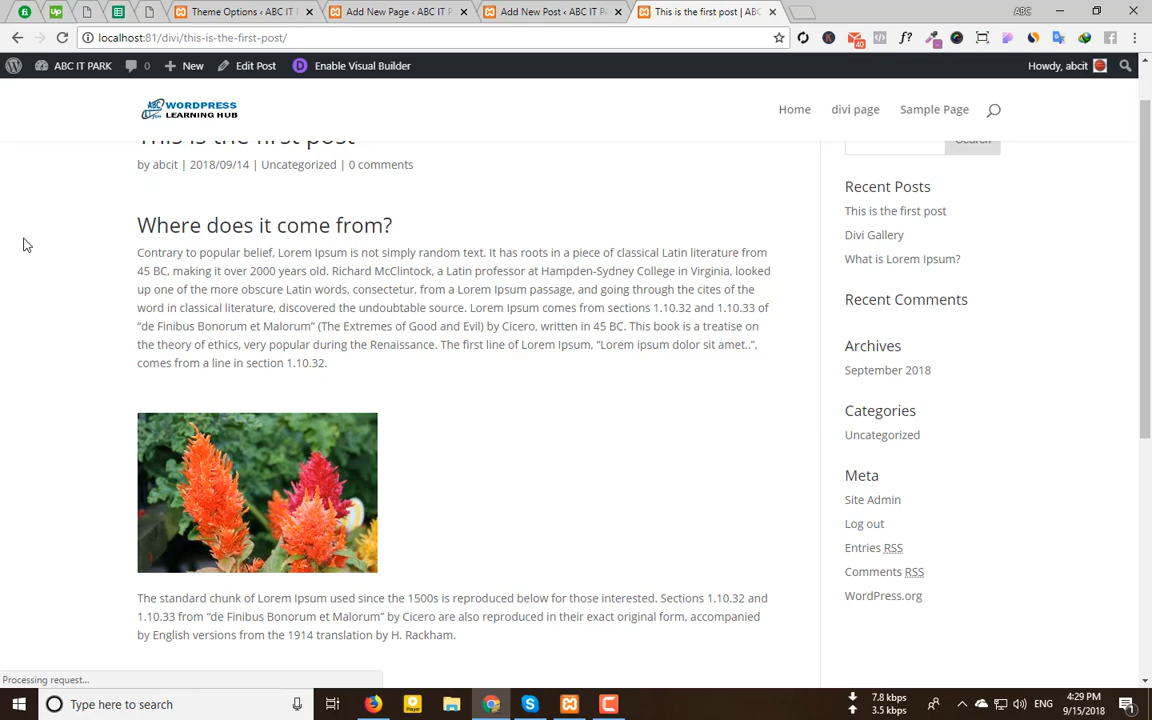 Theme Options ‹ ABC IT
Add New Page ‹ ABC IT P
Add New Post ‹ ABC IT P
This is the first post | ABC
ABC
localhost:81/divi/this-is-the-first-post/
40
f?
ABC IT PARK
0
New
Edit Post
D
Enable Visual Builder
Howdy, abcit
ABC WORDPRESS
LEARNING HUB
Home
divi page
Sample Page
This is the first post
Search
by abcit | 2018/09/14 | Uncategorized | 0 comments
Recent Posts
This is the first post
Divi Gallery
What is Lorem Ipsum?
Where does it come from?
Contrary to popular belief, Lorem Ipsum is not simply random text. It has roots in a piece of classical Latin literature from
45 BC, making it over 2000 years old. Richard McClintock, a Latin professor at Hampden-Sydney College in Virginia, looked
up one of the more obscure Latin words, consectetur, from a Lorem Ipsum passage, and going through the cites of the
word in classical literature, discovered the undoubtable source. Lorem Ipsum comes from sections 1.10.32 and 1.10.33 of
“de Finibus Bonorum et Malorum” (The Extremes of Good and Evil) by Cicero, written in 45 BC. This book is a treatise on
the theory of ethics, very popular during the Renaissance. The first line of Lorem Ipsum, “Lorem ipsum dolor sit amet..”,
comes from a line in section 1.10.32.
Recent Comments
Archives
September 2018
Categories
Uncategorized
Meta
Site Admin
Log out
Entries RSS
Comments RSS
WordPress.org
The standard chunk of Lorem Ipsum used since the 1500s is reproduced below for those interested. Sections 1.10.32 and
1.10.33 from “de Finibus Bonorum et Malorum” by Cicero are also reproduced in their exact original form, accompanied
by English versions from the 1914 translation by H. Rackham.
Processing request...
Type here to search
7.8 kbps
3.5 kbps
ENG
4:29 PM
9/15/2018
1